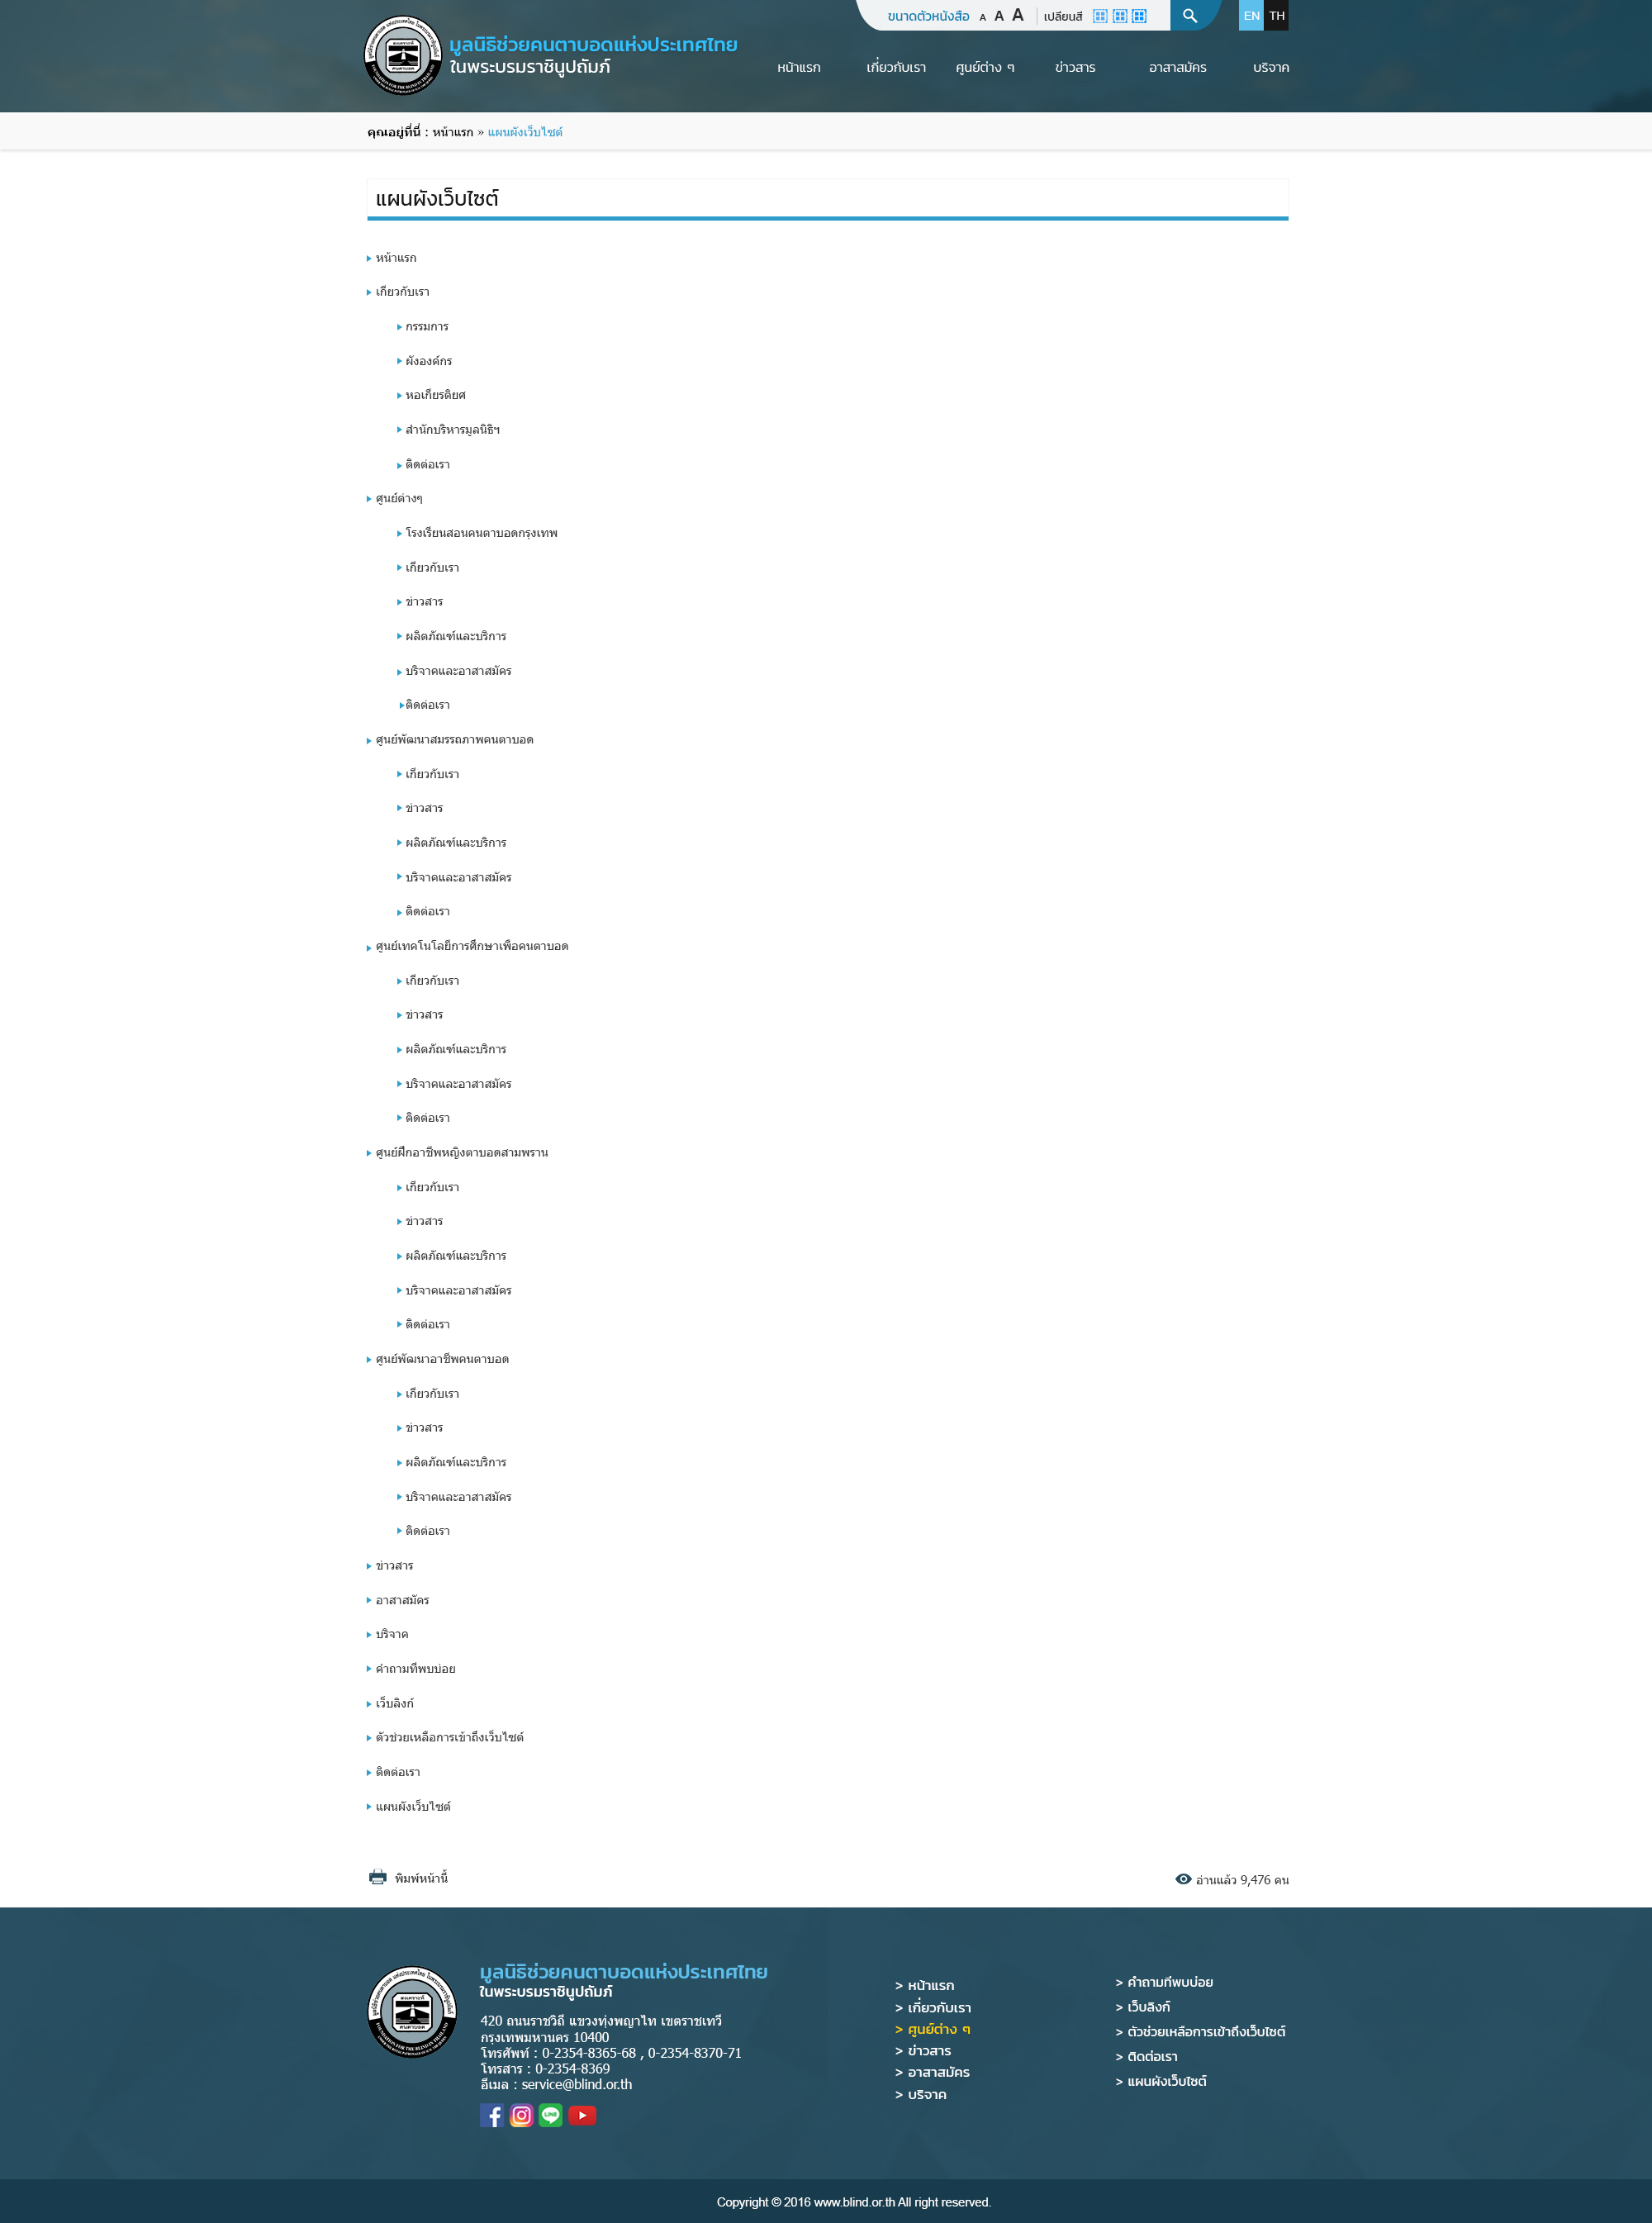 ขนาดตัวหนังสือ A A A เปลี่ยนสี EN TH
มูลนิธิช่วยคนตาบอดแห่งประเทศไทย
ในพระบรมราชินูปถัมภ์
หน้าแรก เกี่ยวกับเรา ศูนย์ต่าง ๆ ข่าวสาร อาสาสมัคร บริจาค
คุณอยู่ที่นี่ : หน้าแรก » แผนผังเว็บไซต์
แผนผังเว็บไซต์
หน้าแรก
เกี่ยวกับเรา
กรรมการ
ผังองค์กร
หอเกียรติยศ
สำนักบริหารมูลนิธิฯ
ติดต่อเรา
ศูนย์ต่างๆ
โรงเรียนสอนคนตาบอดกรุงเทพ
เกี่ยวกับเรา
ข่าวสาร
ผลิตภัณฑ์และบริการ
บริจาคและอาสาสมัคร
ติดต่อเรา
ศูนย์พัฒนาสมรรถภาพคนตาบอด
เกี่ยวกับเรา
ข่าวสาร
ผลิตภัณฑ์และบริการ
บริจาคและอาสาสมัคร
ติดต่อเรา
ศูนย์เทคโนโลยีการศึกษาเพื่อคนตาบอด
เกี่ยวกับเรา
ข่าวสาร
ผลิตภัณฑ์และบริการ
บริจาคและอาสาสมัคร
ติดต่อเรา
ศูนย์ฝึกอาชีพหญิงตาบอดสามพราน
เกี่ยวกับเรา
ข่าวสาร
ผลิตภัณฑ์และบริการ
บริจาคและอาสาสมัคร
ติดต่อเรา
ศูนย์พัฒนาอาชีพคนตาบอด
เกี่ยวกับเรา
ข่าวสาร
ผลิตภัณฑ์และบริการ
บริจาคและอาสาสมัคร
ติดต่อเรา
ข่าวสาร
อาสาสมัคร
บริจาค
คำถามที่พบบ่อย
เว็บลิงก์
ตัวช่วยเหลือการเข้าถึงเว็บไซต์
ติดต่อเรา
แผนผังเว็บไซต์
พิมพ์หน้านี้ อ่านแล้ว 9,476 คน
มูลนิธิช่วยคนตาบอดแห่งประเทศไทย
ในพระบรมราชินูปถัมภ์
420 ถนนราชวิถี แขวงทุ่งพญาไท เขตราชเทวี
กรุงเทพมหานคร 10400
โทรศัพท์ : 0-2354-8365-68 , 0-2354-8370-71
โทรสาร : 0-2354-8369
อีเมล : service@blind.or.th
> หน้าแรก
> เกี่ยวกับเรา
> ศูนย์ต่าง ๆ
> ข่าวสาร
> อาสาสมัคร
> บริจาค
> คำถามที่พบบ่อย
> เว็บลิงก์
> ตัวช่วยเหลือการเข้าถึงเว็บไซต์
> ติดต่อเรา
> แผนผังเว็บไซต์
Copyright © 2016 www.blind.or.th All right reserved.